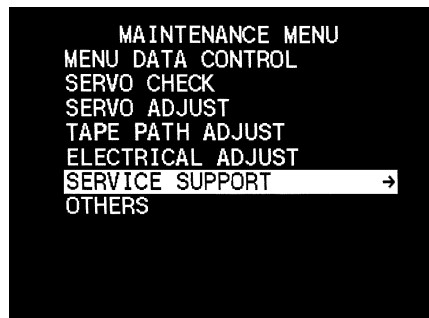 MAINTENANCE MENU
MENU DATA CONTROL
SERVO CHECK
SERVO ADJUST
TAPE PATH ADJUST
ELECTRICAL ADJUST
SERVICE SUPPORT →
OTHERS